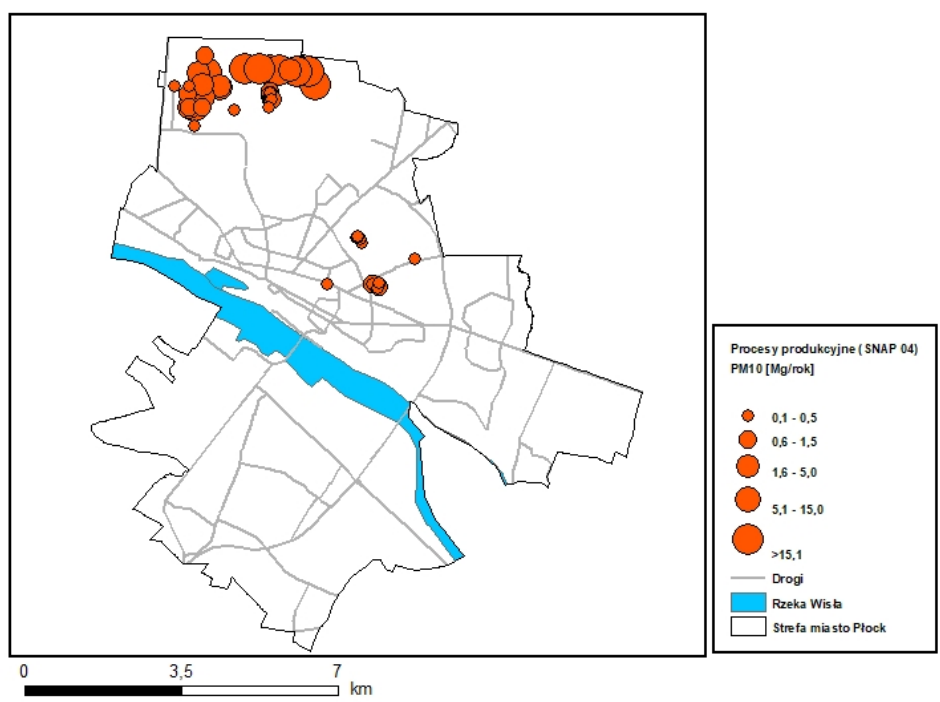 Procesy produkcyjne ( SNAP 04)
PM10 [Mg/rok]
0,1 - 0,5
0,6 - 1,5
1,6 - 5,0
5,1 - 15,0
>15,1
Drogi
Rzeka Wisła
Strefa miasto Płock
0 3,5 7
km